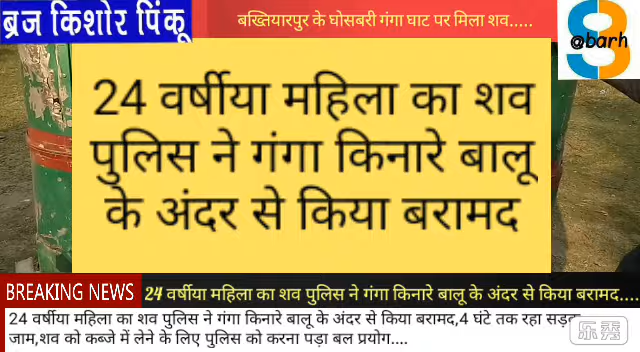 ब्रज किशोर पिंकू
बख्तियारपुर के घोसबरी गंगा घाट पर मिला शव.....
@barh
24 वर्षीया महिला का शव
पुलिस ने गंगा किनारे बालू
के अंदर से किया बरामद
BREAKING NEWS
24 वर्षीया महिला का शव पुलिस ने गंगा किनारे बालू के अंदर से किया बरामद....
24 वर्षीया महिला का शव पुलिस ने गंगा किनारे बालू के अंदर से किया बरामद,4 घंटे तक रहा सड़क
जाम,शव को कब्जे में लेने के लिए पुलिस को करना पड़ा बल प्रयोग....
乐秀